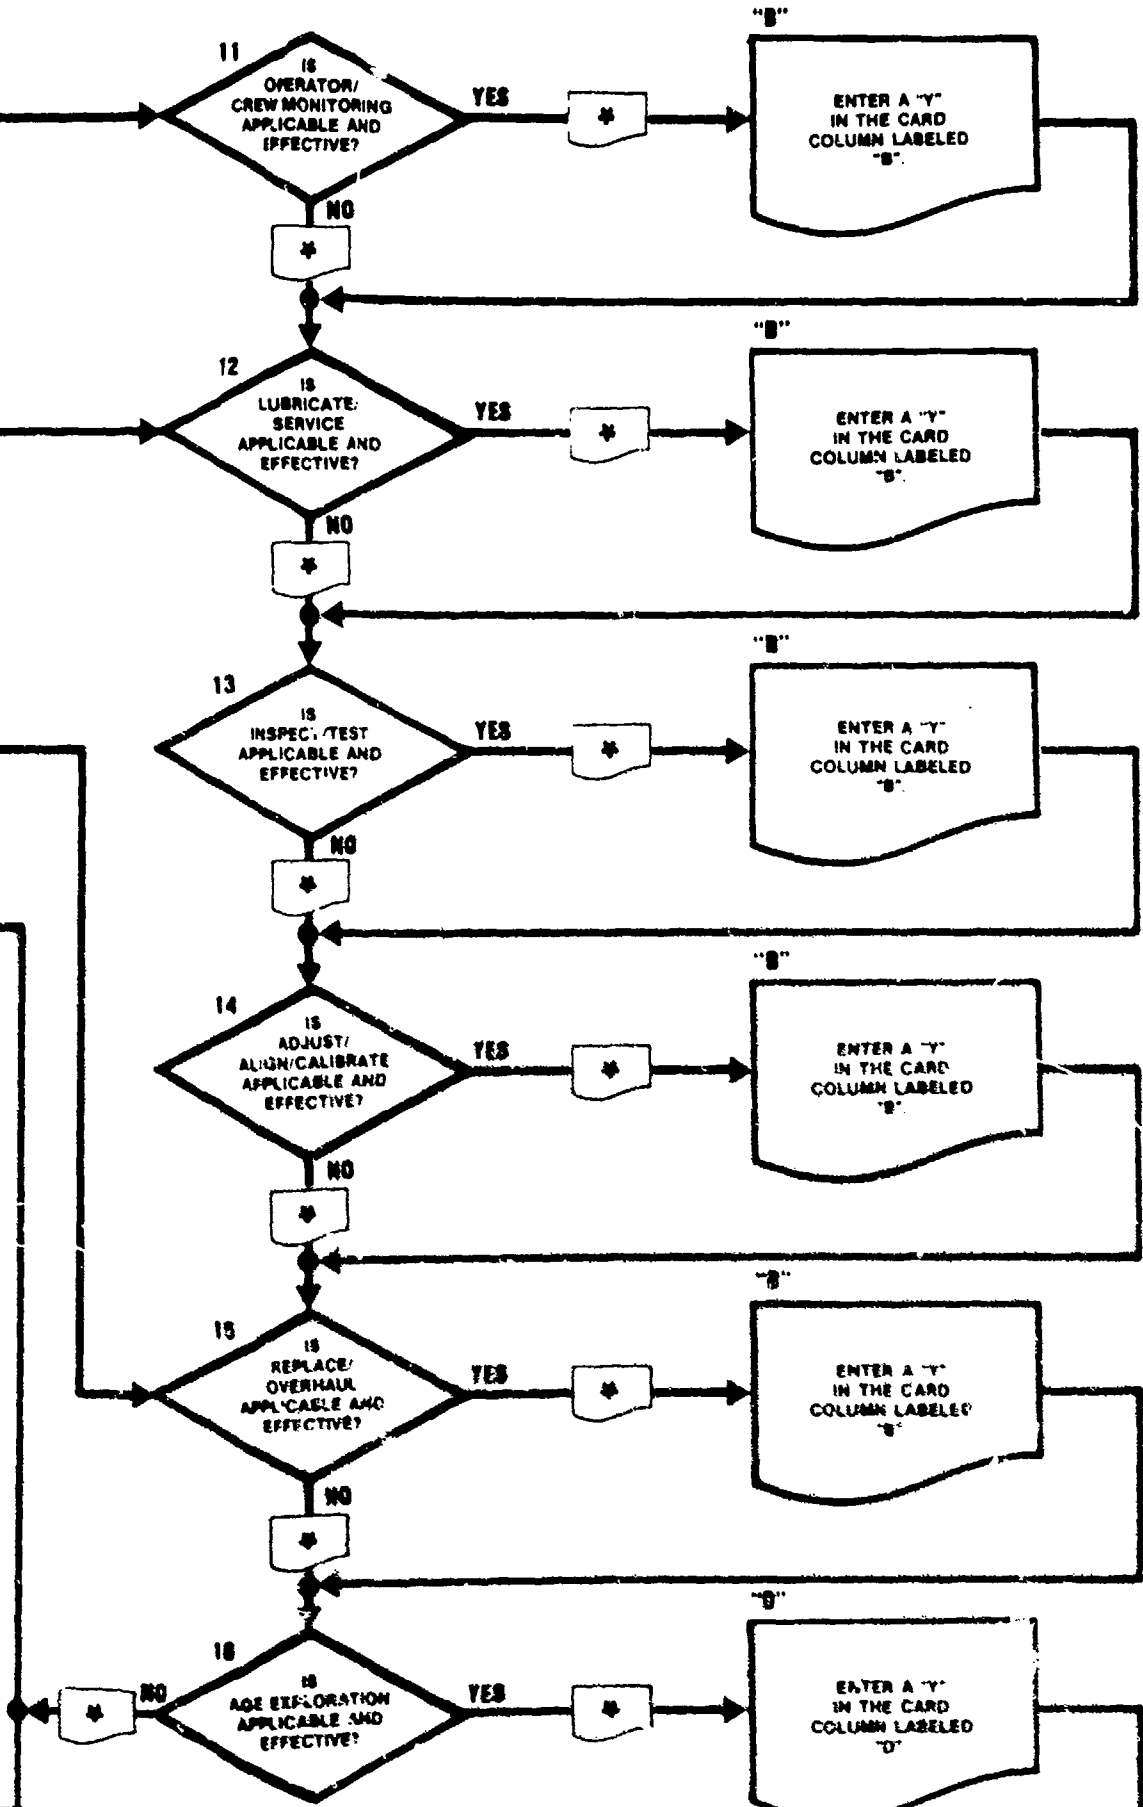 "B"
11
IS
OPERATOR/
CREW MONITORING
APPLICABLE AND
EFFECTIVE?
YES
*
ENTER A "Y"
IN THE CARD
COLUMN LABELED
"B".
NO
*
"B"
12
IS
LUBRICATE/
SERVICE
APPLICABLE AND
EFFECTIVE?
YES
*
ENTER A "Y"
IN THE CARD
COLUMN LABELED
"B".
NO
*
"B"
13
IS
INSPECT/TEST
APPLICABLE AND
EFFECTIVE?
YES
*
ENTER A "Y"
IN THE CARD
COLUMN LABELED
"B".
NO
*
"B"
14
IS
ADJUST/
ALIGN/CALIBRATE
APPLICABLE AND
EFFECTIVE?
YES
*
ENTER A "Y"
IN THE CARD
COLUMN LABELED
"B".
NO
*
"B"
15
IS
REPLACE/
OVERHAUL
APPLICABLE AND
EFFECTIVE?
YES
*
ENTER A "Y"
IN THE CARD
COLUMN LABELED
"B"
NO
*
"D"
16
IS
AGE EXPLORATION
APPLICABLE AND
EFFECTIVE?
NO
*
YES
*
ENTER A "Y"
IN THE CARD
COLUMN LABELED
"D"